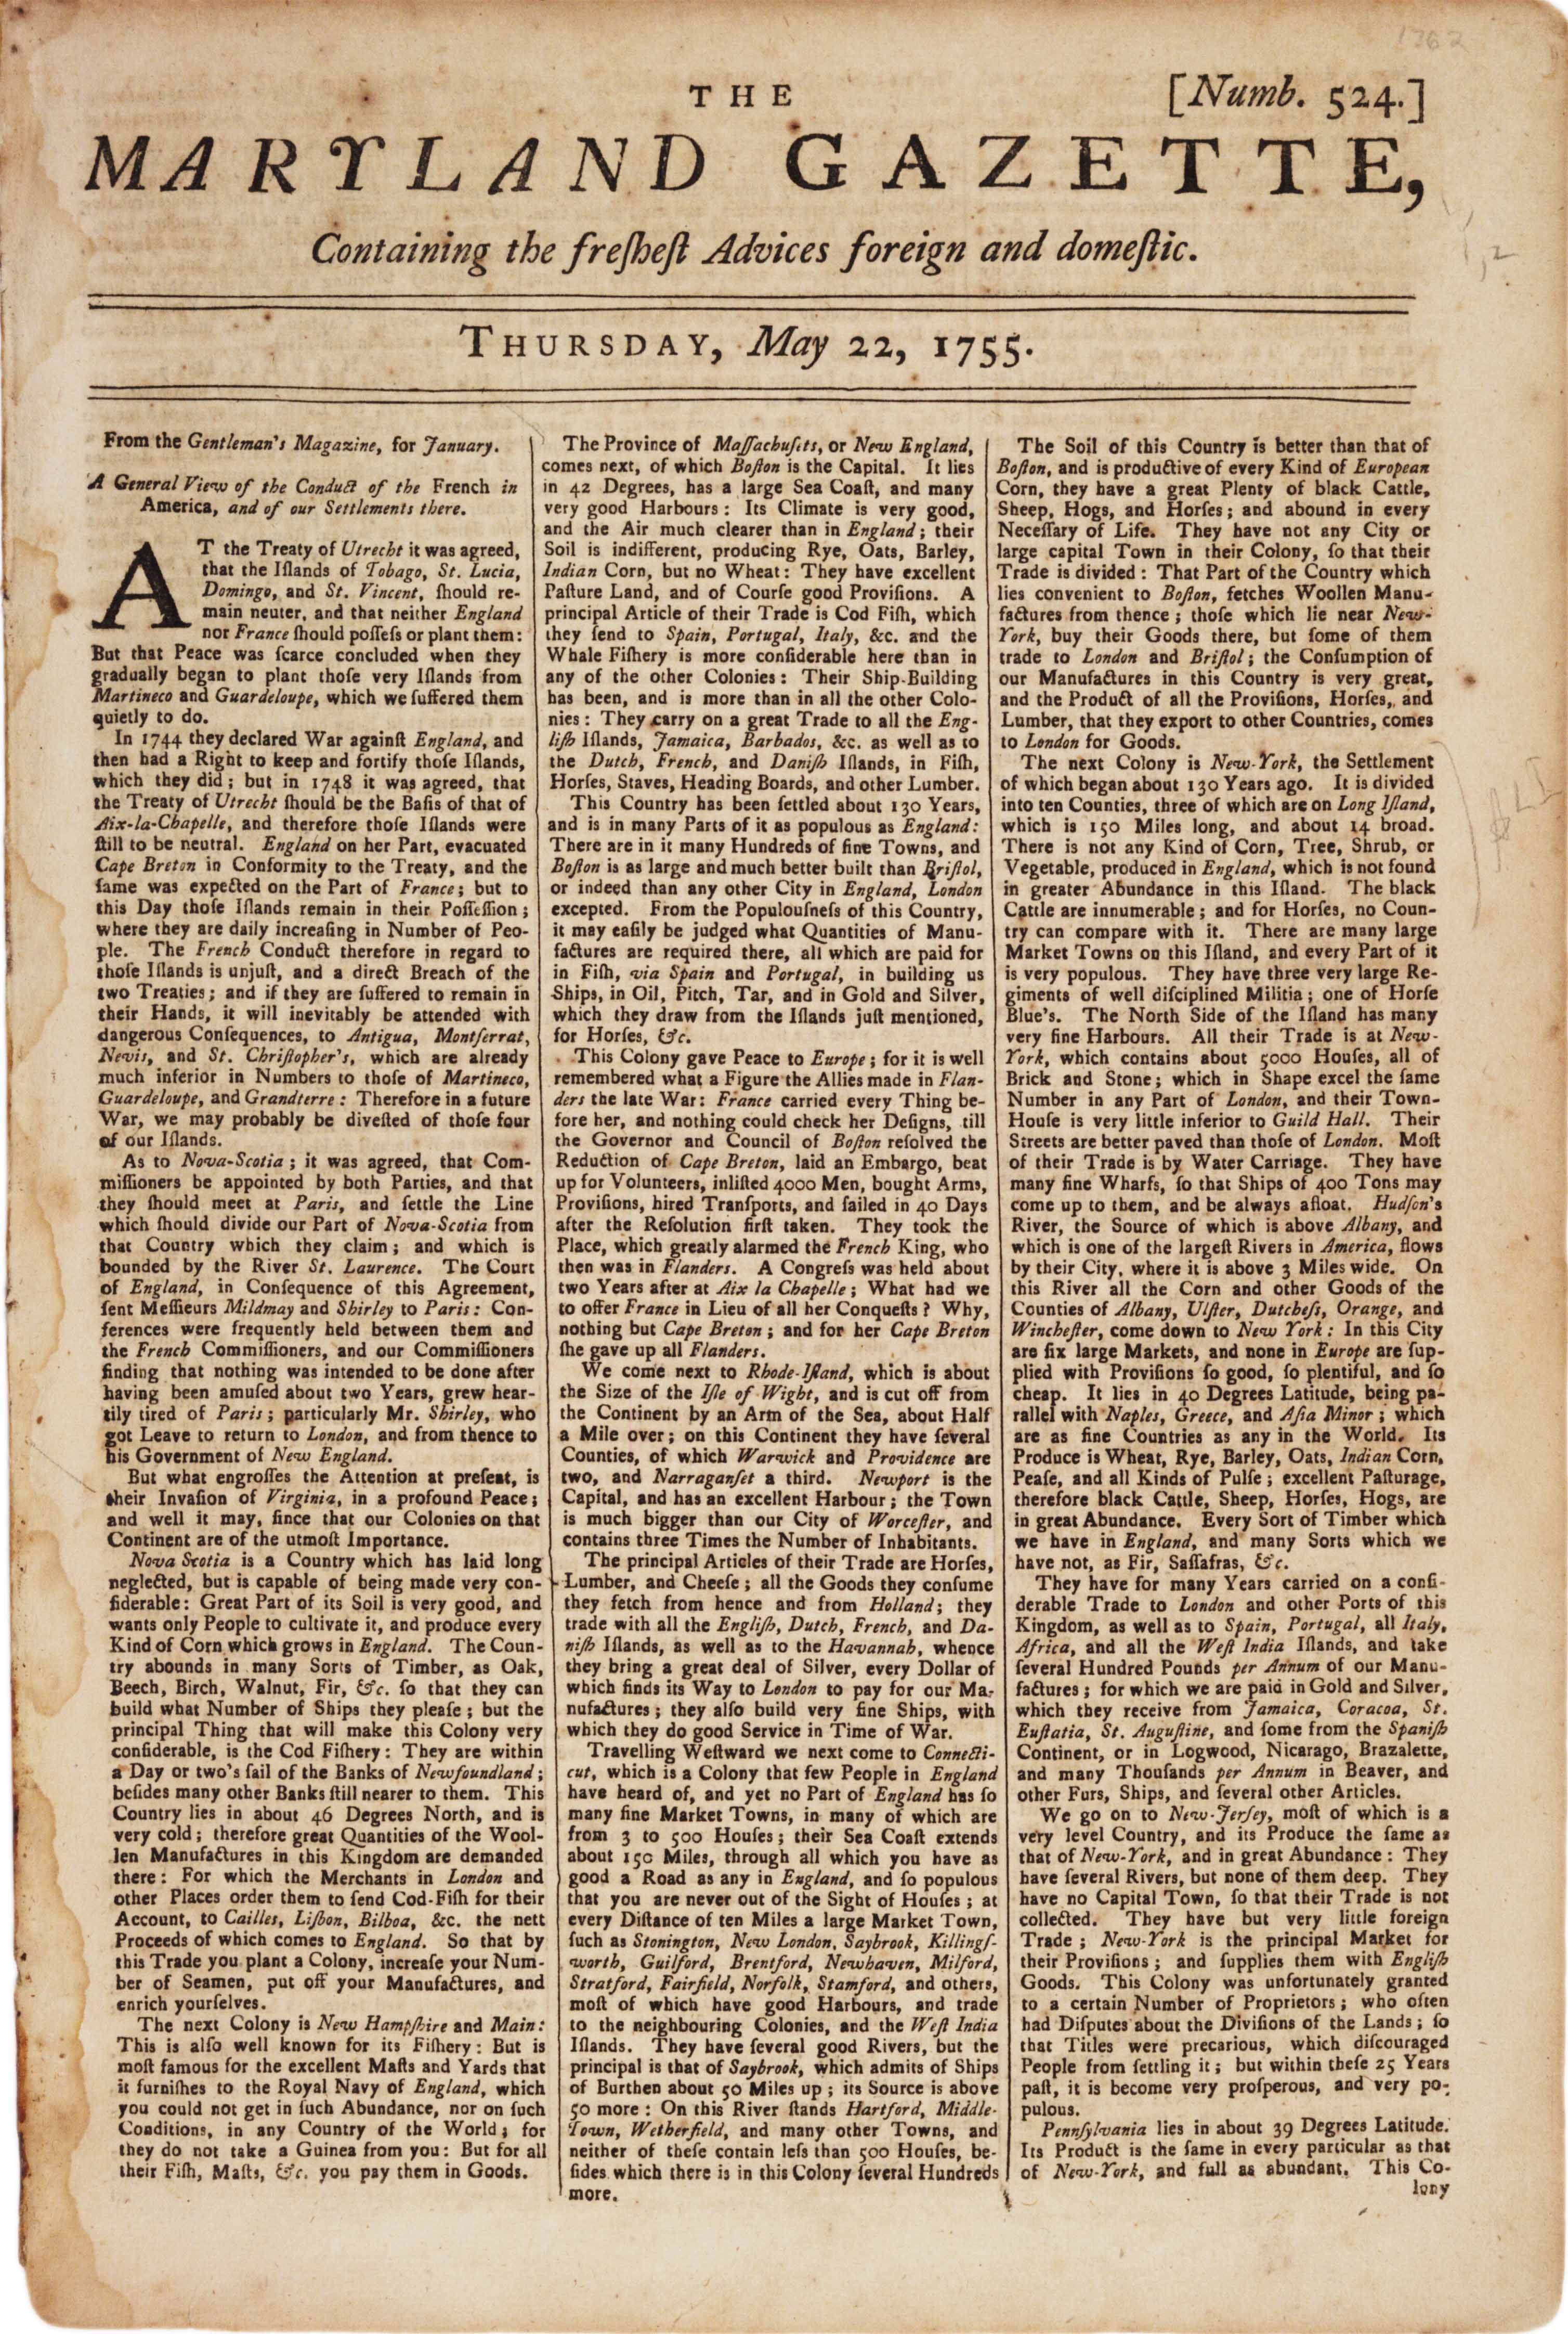 THE
[Numb. 524.]
MARYLAND GAZETTE,
Containing the freſheſt Advices foreign and domeſtic.
THURSDAY, May 22, 1755.
From the Gentleman's Magazine, for January.
A General View of the Conduct of the French in
America, and of our Settlements there.
AT the Treaty of Utrecht it was agreed,
that the Iſlands of Tobago, St. Lucia,
Domingo, and St. Vincent, ſhould re-
main neuter, and that neither England
nor France ſhould poſſeſs or plant them:
But that Peace was ſcarce concluded when they
gradually began to plant thoſe very Iſlands from
Martineco and Guardeloupe, which we ſuffered them
quietly to do.
In 1744 they declared War againſt England, and
then had a Right to keep and fortify thoſe Iſlands,
which they did; but in 1748 it was agreed, that
the Treaty of Utrecht ſhould be the Baſis of that of
Aix-la-Chapelle, and therefore thoſe Iſlands were
ſtill to be neutral. England on her Part, evacuated
Cape Breton in Conformity to the Treaty, and the
ſame was expected on the Part of France; but to
this Day thoſe Iſlands remain in their Poſſeſſion;
where they are daily increaſing in Number of Peo-
ple. The French Conduct therefore in regard to
thoſe Iſlands is unjuſt, and a direct Breach of the
two Treaties; and if they are ſuffered to remain in
their Hands, it will inevitably be attended with
dangerous Conſequences, to Antigua, Montſerrat,
Nevis, and St. Chriſtopher's, which are already
much inferior in Numbers to thoſe of Martineco,
Guardeloupe, and Grandterre: Therefore in a future
War, we may probably be diveſted of thoſe four
of our Iſlands.
As to Nova-Scotia; it was agreed, that Com-
miſſioners be appointed by both Parties, and that
they ſhould meet at Paris, and ſettle the Line
which ſhould divide our Part of Nova-Scotia from
that Country which they claim; and which is
bounded by the River St. Laurence. The Court
of England, in Conſequence of this Agreement,
ſent Meſſieurs Mildmay and Shirley to Paris: Con-
ferences were frequently held between them and
the French Commiſſioners, and our Commiſſioners
finding that nothing was intended to be done after
having been amuſed about two Years, grew hear-
tily tired of Paris; particularly Mr. Shirley, who
got Leave to return to London, and from thence to
his Government of New England.
But what engroſſes the Attention at preſent, is
their Invaſion of Virginia, in a profound Peace;
and well it may, ſince that our Colonies on that
Continent are of the utmoſt Importance.
Nova Scotia is a Country which has laid long
neglected, but is capable of being made very con-
ſiderable: Great Part of its Soil is very good, and
wants only People to cultivate it, and produce every
Kind of Corn which grows in England. The Coun-
try abounds in many Sorts of Timber, as Oak,
Beech, Birch, Walnut, Fir, &c. ſo that they can
build what Number of Ships they pleaſe; but the
principal Thing that will make this Colony very
conſiderable, is the Cod Fiſhery: They are within
a Day or two's ſail of the Banks of Newfoundland;
beſides many other Banks ſtill nearer to them. This
Country lies in about 46 Degrees North, and is
very cold; therefore great Quantities of the Wool-
len Manufactures in this Kingdom are demanded
there: For which the Merchants in London and
other Places order them to ſend Cod-Fiſh for their
Account, to Cailles, Liſbon, Bilboa, &c. the nett
Proceeds of which comes to England. So that by
this Trade you plant a Colony, increaſe your Num-
ber of Seamen, put off your Manufactures, and
enrich yourſelves.
The next Colony is New Hampſhire and Main:
This is alſo well known for its Fiſhery: But is
moſt famous for the excellent Maſts and Yards that
it furniſhes to the Royal Navy of England, which
you could not get in ſuch Abundance, nor on ſuch
Conditions, in any Country of the World; for
they do not take a Guinea from you: But for all
their Fiſh, Maſts, &c. you pay them in Goods.
The Province of Maſſachuſets, or New England,
comes next, of which Boſton is the Capital. It lies
in 42 Degrees, has a large Sea Coaſt, and many
very good Harbours: Its Climate is very good,
and the Air much clearer than in England; their
Soil is indifferent, producing Rye, Oats, Barley,
Indian Corn, but no Wheat: They have excellent
Paſture Land, and of Courſe good Proviſions. A
principal Article of their Trade is Cod Fiſh, which
they ſend to Spain, Portugal, Italy, &c. and the
Whale Fiſhery is more conſiderable here than in
any of the other Colonies: Their Ship-Building
has been, and is more than in all the other Colo-
nies: They carry on a great Trade to all the Eng-
liſh Iſlands, Jamaica, Barbados, &c. as well as to
the Dutch, French, and Daniſh Iſlands, in Fiſh,
Horſes, Staves, Heading Boards, and other Lumber.
This Country has been ſettled about 130 Years,
and is in many Parts of it as populous as England:
There are in it many Hundreds of fine Towns, and
Boſton is as large and much better built than Briſtol,
or indeed than any other City in England, London
excepted. From the Populouſneſs of this Country,
it may eaſily be judged what Quantities of Manu-
factures are required there, all which are paid for
in Fiſh, via Spain and Portugal, in building us
Ships, in Oil, Pitch, Tar, and in Gold and Silver,
which they draw from the Iſlands juſt mentioned,
for Horſes, &c.
This Colony gave Peace to Europe; for it is well
remembered what a Figure the Allies made in Flan-
ders the late War: France carried every Thing be-
fore her, and nothing could check her Deſigns, till
the Governor and Council of Boſton reſolved the
Reduction of Cape Breton, laid an Embargo, beat
up for Volunteers, inliſted 4000 Men, bought Arms,
Proviſions, hired Tranſports, and ſailed in 40 Days
after the Reſolution firſt taken. They took the
Place, which greatly alarmed the French King, who
then was in Flanders. A Congreſs was held about
two Years after at Aix la Chapelle; What had we
to offer France in Lieu of all her Conqueſts? Why,
nothing but Cape Breton; and for her Cape Breton
ſhe gave up all Flanders.
We come next to Rhode-Iſland, which is about
the Size of the Iſle of Wight, and is cut off from
the Continent by an Arm of the Sea, about Half
a Mile over; on this Continent they have ſeveral
Counties, of which Warwick and Providence are
two, and Narraganſet a third. Newport is the
Capital, and has an excellent Harbour; the Town
is much bigger than our City of Worceſter, and
contains three Times the Number of Inhabitants.
The principal Articles of their Trade are Horſes,
Lumber, and Cheeſe; all the Goods they conſume
they fetch from hence and from Holland; they
trade with all the Engliſh, Dutch, French, and Da-
niſh Iſlands, as well as to the Havannah, whence
they bring a great deal of Silver, every Dollar of
which finds its Way to London to pay for our Ma-
nufactures; they alſo build very fine Ships, with
which they do good Service in Time of War.
Travelling Weſtward we next come to Connecti-
cut, which is a Colony that few People in England
have heard of, and yet no Part of England has ſo
many fine Market Towns, in many of which are
from 3 to 500 Houſes; their Sea Coaſt extends
about 150 Miles, through all which you have as
good a Road as any in England, and ſo populous
that you are never out of the Sight of Houſes; at
every Diſtance of ten Miles a large Market Town,
ſuch as Stonington, New London, Saybrook, Killingſ-
worth, Guilford, Brentford, Newhaven, Milford,
Stratford, Fairfield, Norfolk, Stamford, and others,
moſt of which have good Harbours, and trade
to the neighbouring Colonies, and the Weſt India
Iſlands. They have ſeveral good Rivers, but the
principal is that of Saybrook, which admits of Ships
of Burthen about 50 Miles up; its Source is above
50 more: On this River ſtands Hartford, Middle-
Town, Wetherfield, and many other Towns, and
neither of theſe contain leſs than 500 Houſes, be-
ſides which there is in this Colony ſeveral Hundreds
more.
The Soil of this Country is better than that of
Boſton, and is productive of every Kind of European
Corn, they have a great Plenty of black Cattle,
Sheep, Hogs, and Horſes; and abound in every
Neceſſary of Life. They have not any City or
large capital Town in their Colony, ſo that their
Trade is divided: That Part of the Country which
lies convenient to Boſton, fetches Woollen Manu-
factures from thence; thoſe which lie near New-
York, buy their Goods there, but ſome of them
trade to London and Briſtol; the Conſumption of
our Manufactures in this Country is very great,
and the Product of all the Proviſions, Horſes, and
Lumber, that they export to other Countries, comes
to London for Goods.
The next Colony is New-York, the Settlement
of which began about 130 Years ago. It is divided
into ten Counties, three of which are on Long Iſland,
which is 150 Miles long, and about 14 broad.
There is not any Kind of Corn, Tree, Shrub, or
Vegetable, produced in England, which is not found
in greater Abundance in this Iſland. The black
Cattle are innumerable; and for Horſes, no Coun-
try can compare with it. There are many large
Market Towns on this Iſland, and every Part of it
is very populous. They have three very large Re-
giments of well diſciplined Militia; one of Horſe
Blue's. The North Side of the Iſland has many
very fine Harbours. All their Trade is at New-
York, which contains about 5000 Houſes, all of
Brick and Stone; which in Shape excel the ſame
Number in any Part of London, and their Town-
Houſe is very little inferior to Guild Hall. Their
Streets are better paved than thoſe of London. Moſt
of their Trade is by Water Carriage. They have
many fine Wharfs, ſo that Ships of 400 Tons may
come up to them, and be always afloat. Hudſon's
River, the Source of which is above Albany, and
which is one of the largeſt Rivers in America, flows
by their City, where it is above 3 Miles wide. On
this River all the Corn and other Goods of the
Counties of Albany, Ulſter, Dutcheſs, Orange, and
Wincheſter, come down to New York: In this City
are ſix large Markets, and none in Europe are ſup-
plied with Proviſions ſo good, ſo plentiful, and ſo
cheap. It lies in 40 Degrees Latitude, being pa-
rallel with Naples, Greece, and Aſia Minor; which
are as fine Countries as any in the World. Its
Produce is Wheat, Rye, Barley, Oats, Indian Corn,
Peaſe, and all Kinds of Pulſe; excellent Paſturage,
therefore black Cattle, Sheep, Horſes, Hogs, are
in great Abundance. Every Sort of Timber which
we have in England, and many Sorts which we
have not, as Fir, Saſſafras, &c.
They have for many Years carried on a conſi-
derable Trade to London and other Ports of this
Kingdom, as well as to Spain, Portugal, all Italy,
Africa, and all the Weſt India Iſlands, and take
ſeveral Hundred Pounds per Annum of our Manu-
factures; for which we are paid in Gold and Silver,
which they receive from Jamaica, Coracoa, St.
Euſtatia, St. Auguſtine, and ſome from the Spaniſh
Continent, or in Logwood, Nicarago, Brazalette,
and many Thouſands per Annum in Beaver, and
other Furs, Ships, and ſeveral other Articles.
We go on to New-Jerſey, moſt of which is a
very level Country, and its Produce the ſame as
that of New-York, and in great Abundance: They
have ſeveral Rivers, but none of them deep. They
have no Capital Town, ſo that their Trade is not
collected. They have but very little foreign
Trade; New-York is the principal Market for
their Proviſions; and ſupplies them with Engliſh
Goods. This Colony was unfortunately granted
to a certain Number of Proprietors; who often
had Diſputes about the Diviſions of the Lands; ſo
that Titles were precarious, which diſcouraged
People from ſettling it; but within theſe 25 Years
paſt, it is become very proſperous, and very po-
pulous.
Pennſylvania lies in about 39 Degrees Latitude.
Its Product is the ſame in every particular as that
of New-York, and full as abundant. This Co-
lony